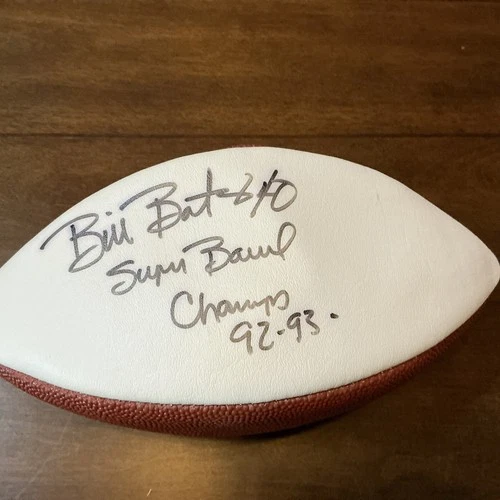 Bill Bates #40
Super Bowl
Champs
92-93.